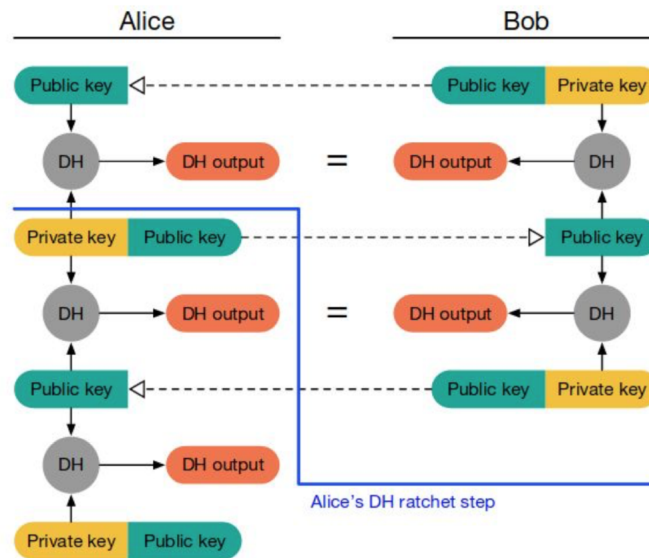 Alice Bob
Public key Public key Private key
DH DH output = DH output DH
Private key Public key Public key
DH DH output = DH output DH
Public key Public key Private key
DH DH output
Alice's DH ratchet step
Private key Public key